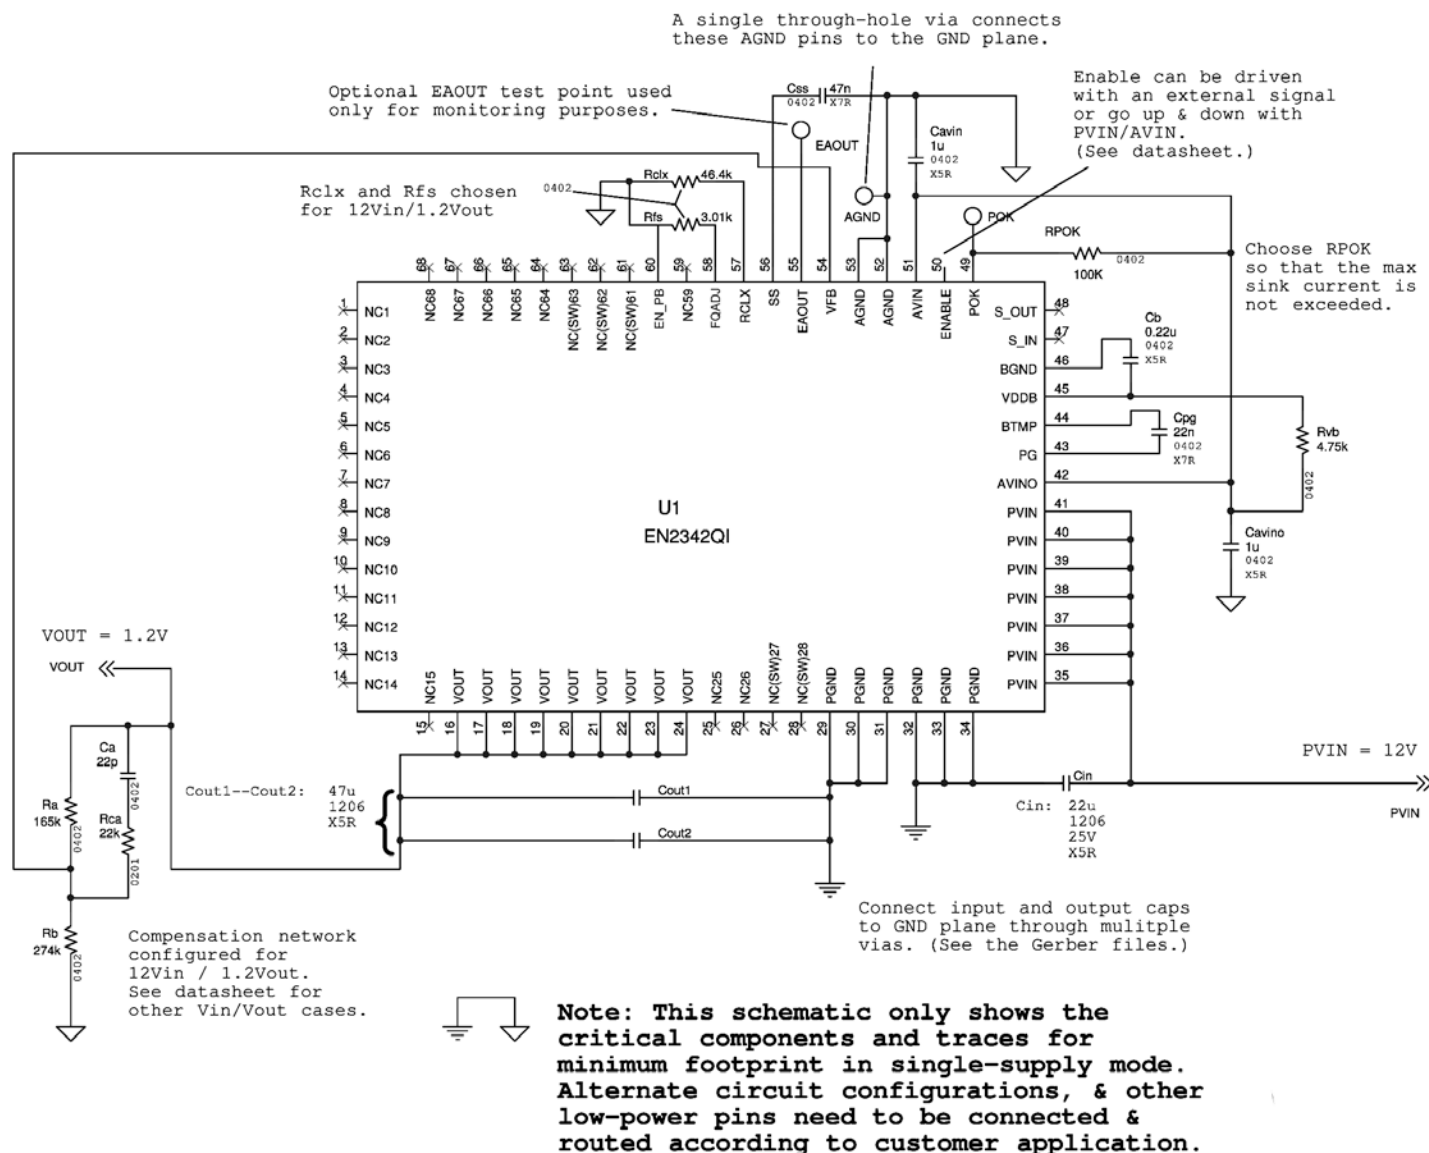 A single through-hole via connects
these AGND pins to the GND plane.
Optional EAOUT test point used
only for monitoring purposes.
Enable can be driven
with an external signal
or go up & down with
PVIN/AVIN.
(See datasheet.)
Css 47n
0402 X7R
EAOUT
Cavin
1u
0402
X5R
Rclx and Rfs chosen
for 12Vin/1.2Vout
0402
Rclx 46.4k
Rfs 3.01k
AGND
POK
RPOK
100K 0402
Choose RPOK
so that the max
sink current is
not exceeded.
68 67 66 65 64 63 62 61 60 59 58 57 56 55 54 53 52 51 50 49
NC68 NC67 NC66 NC65 NC64 NC(SW)63 NC(SW)62 NC(SW)61 EN_PB NC59 FQADJ RCLX SS EAOUT VFB AGND AGND AVIN ENABLE POK
1 NC1
2 NC2
3 NC3
4 NC4
5 NC5
6 NC6
7 NC7
8 NC8
9 NC9
10 NC10
11 NC11
12 NC12
13 NC13
14 NC14
U1
EN2342QI
S_OUT 48
S_IN 47
BGND 46
VDDB 45
BTMP 44
PG 43
AVINO 42
PVIN 41
PVIN 40
PVIN 39
PVIN 38
PVIN 37
PVIN 36
PVIN 35
Cb
0.22u
0402
X5R
Cpg
22n
0402
X7R
Rvb
4.75k
0402
Cavino
1u
0402
X5R
NC15 VOUT VOUT VOUT VOUT VOUT VOUT VOUT VOUT VOUT NC25 NC26 NC(SW)27 NC(SW)28 PGND PGND PGND PGND PGND PGND
15 16 17 18 19 20 21 22 23 24 25 26 27 28 29 30 31 32 33 34
VOUT = 1.2V
VOUT
Ca
22p
0402
Ra
165k
0402
Rca
22k
0201
Rb
274k
0402
Cout1--Cout2: 47u
1206
X5R
Cout1
Cout2
Cin
Cin: 22u
1206
25V
X5R
PVIN = 12V
PVIN
Connect input and output caps
to GND plane through mulitple
vias. (See the Gerber files.)
Compensation network
configured for
12Vin / 1.2Vout.
See datasheet for
other Vin/Vout cases.
Note: This schematic only shows the
critical components and traces for
minimum footprint in single-supply mode.
Alternate circuit configurations, & other
low-power pins need to be connected &
routed according to customer application.